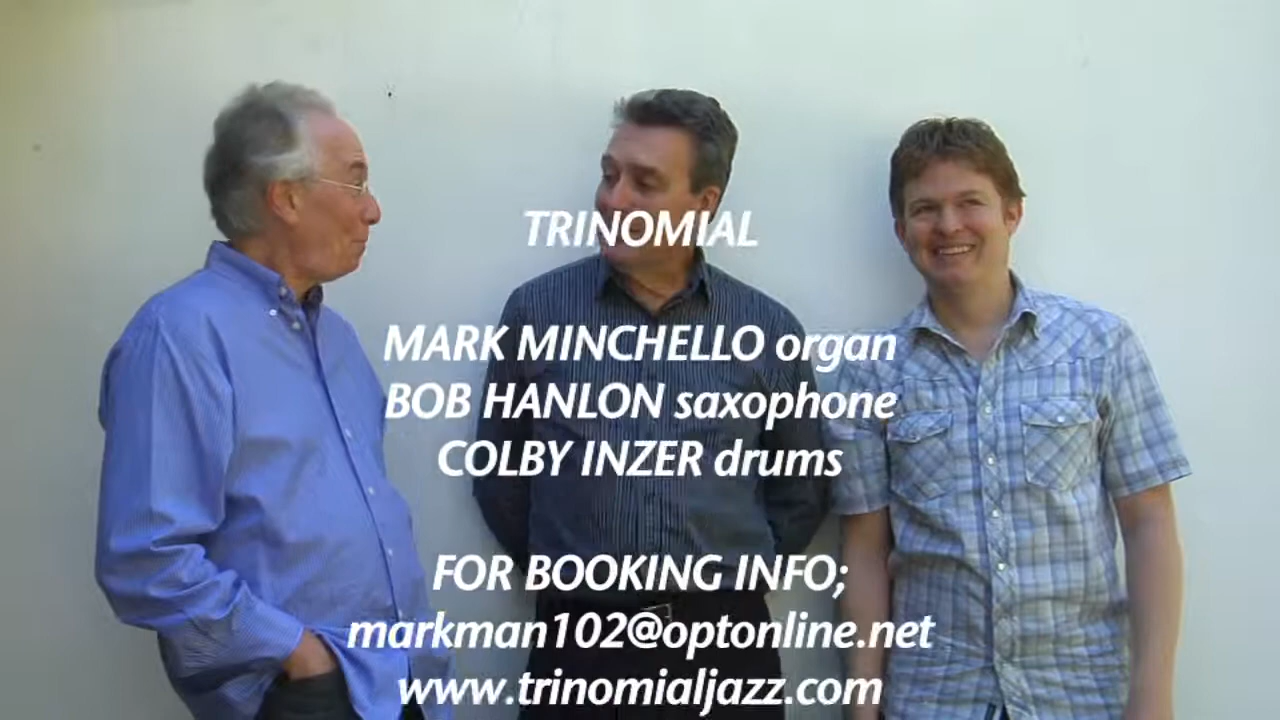 TRINOMIAL
MARK MINCHELLO organ
BOB HANLON saxophone
COLBY INZER drums
FOR BOOKING INFO;
markman102@optonline.net
www.trinomialjazz.com